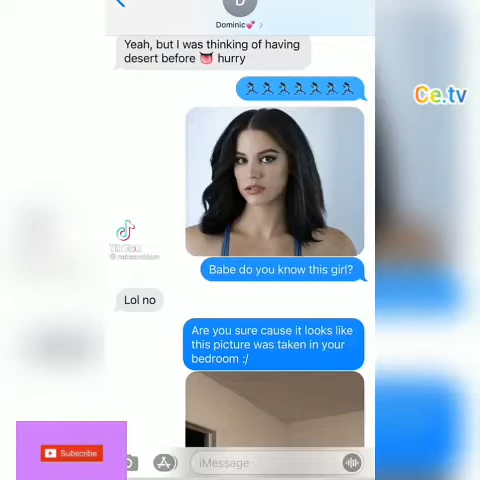 D
Dominic💕 >
Yeah, but I was thinking of having
desert before 👅 hurry
🏃🏿‍♀️🏃🏿‍♀️🏃🏿‍♀️🏃🏿‍♀️🏃🏿‍♀️🏃🏿‍♀️🏃🏿‍♀️
Ce.tv
TikTok
Babe do you know this girl?
Lol no
Are you sure cause it looks like
this picture was taken in your
bedroom :/
Subscribe
iMessage